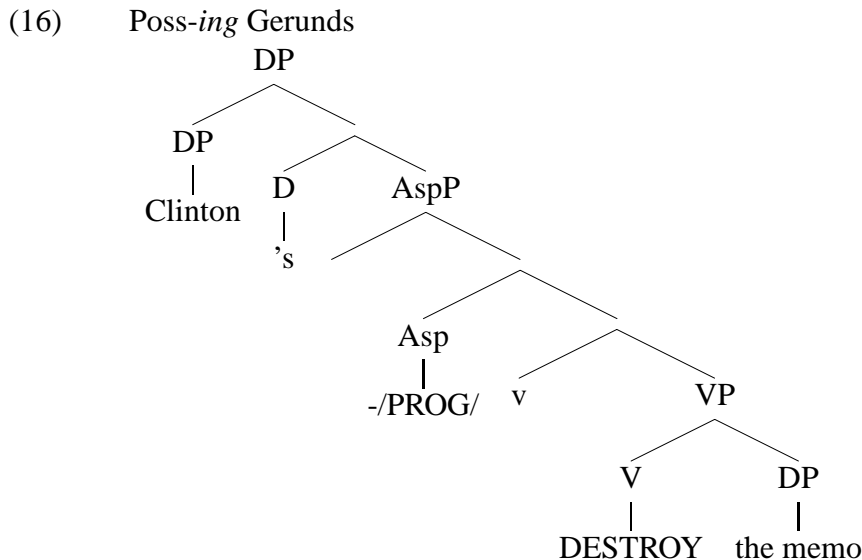 (16) Poss-ing Gerunds
DP
DP
D AspP
Clinton
’s
Asp
-/PROG/ v VP
V DP
DESTROY the memo